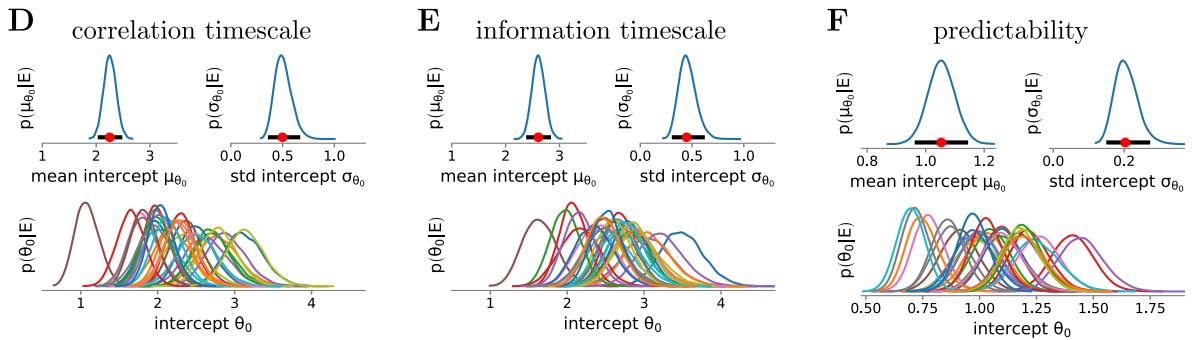 D correlation timescale
p(μθ₀|E)
1 2 3
mean intercept μθ₀
p(σθ₀|E)
0.0 0.5 1.0
std intercept σθ₀
p(θ₀|E)
1 2 3 4
intercept θ₀
E information timescale
p(μθ₀|E)
1 2 3
mean intercept μθ₀
p(σθ₀|E)
0.0 0.5 1.0
std intercept σθ₀
p(θ₀|E)
1 2 3 4
intercept θ₀
F predictability
p(μθ₀|E)
0.8 1.0 1.2
mean intercept μθ₀
p(σθ₀|E)
0.0 0.2
std intercept σθ₀
p(θ₀|E)
0.50 0.75 1.00 1.25 1.50 1.75
intercept θ₀